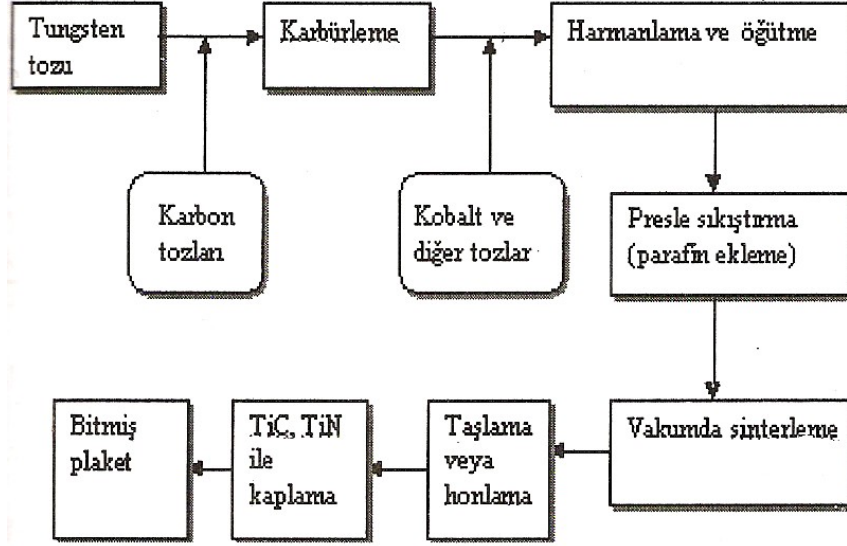 Tungsten
tozu
Karbürleme
Harmanlama ve öğütme
Karbon
tozları
Kobalt ve
diğer tozlar
Presle sıkıştırma
(parafin ekleme)
Vakumda sinterleme
Taşlama
veya
honlama
TiC, TiN
ile
kaplama
Bitmiş
plaket